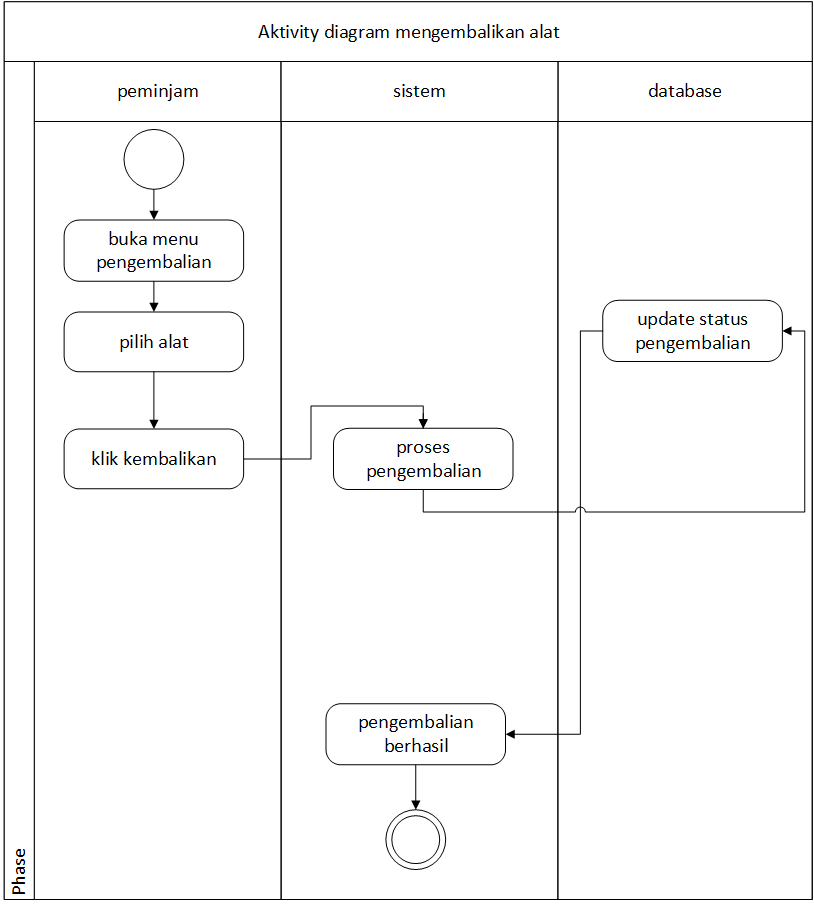 Aktivity diagram mengembalikan alat
peminjam
sistem
database
buka menu
pengembalian
pilih alat
klik kembalikan
proses
pengembalian
update status
pengembalian
pengembalian
berhasil
Phase